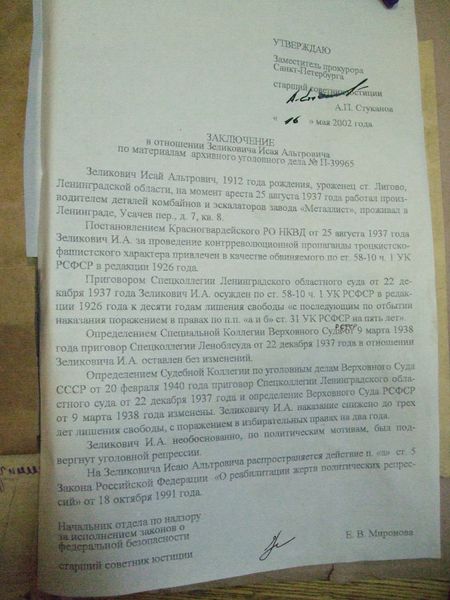 УТВЕРЖДАЮ
Заместитель прокурора
Санкт-Петербурга
старший советник юстиции
А.П. Стуканов
« 16 » мая 2002 года
ЗАКЛЮЧЕНИЕ
в отношении Зеликовича Исая Альтровича
по материалам архивного уголовного дела № П-39965
Зеликович Исай Альтрович, 1912 года рождения, уроженец ст. Лигово,
Ленинградской области, на момент ареста 25 августа 1937 года работал произ-
водителем деталей комбайнов и эскалаторов завода «Металлист», проживал в
Ленинграде, Усачев пер., д. 7, кв. 8.
Постановлением Красногвардейского РО НКВД от 25 августа 1937 года
Зеликович И.А. за проведение контрреволюционной пропаганды троцкистско-
фашистского характера привлечен в качестве обвиняемого по ст. 58-10 ч. 1 УК
РСФСР в редакции 1926 года.
Приговором Спецколлегии Ленинградского областного суда от 22 де-
кабря 1937 года Зеликович И.А. осужден по ст. 58-10 ч. 1 УК РСФСР в редак-
ции 1926 года к десяти годам лишения свободы «с последующим по отбытии
наказания поражением в правах по п.п. «а и б» ст. 31 УК РСФСР на пять лет».
Определением Специальной Коллегии Верховного Суда РСФСР от 9 марта 1938
года приговор Спецколлегии Леноблсуда от 22 декабря 1937 года в отношении
Зеликовича И.А. оставлен без изменений.
Определением Судебной Коллегии по уголовным делам Верховного Суда
СССР от 20 февраля 1940 года приговор Спецколлегии Ленинградского обла-
стного суда от 22 декабря 1937 года и определение Верховного Суда РСФСР
от 9 марта 1938 года изменены. Зеликовичу И.А. наказание снижено до трех
лет лишения свободы, с поражением в избирательных правах на два года.
Зеликович И.А. необоснованно, по политическим мотивам, был под-
вергнут уголовной репрессии.
На Зеликовича Исаю Альтровича распространяется действие п. «а» ст. 5
Закона Российской Федерации «О реабилитации жертв политических репрес-
сий» от 18 октября 1991 года.
Начальник отдела по надзору
за исполнением законов о
федеральной безопасности
старший советник юстиции
Е. В. Миронова